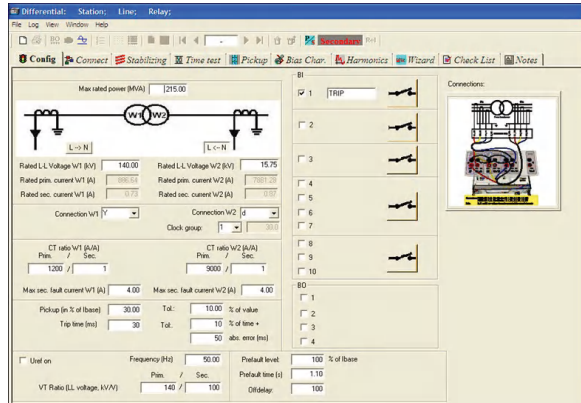 Differential: Station; Line; Relay;
File Log View Window Help
Secondary Ref
Config Connect Stabilizing Time test Pickup Bias Char. Harmonics Wizard Check List Notes
Max rated power (MVA) 215.00
W1 W2
L --> N L <-- N
Rated L-L Voltage W1 (kV) 140.00 Rated L-L Voltage W2 (kV) 15.75
Rated prim. current W1 (A) 886.64 Rated prim. current W2 (A)
Rated sec. current W1 (A) 0.73 Rated sec. current W2 (A)
Connection W1 Y Connection W2 d
Clock group: 1 30.0
CT ratio W1 (A/A) CT ratio W2 (A/A)
Prim. / Sec. Prim. / Sec.
1200 / 1 9000 / 1
Max sec. fault current W1 (A) 4.00 Max sec. fault current W2 (A) 4.00
Pickup (in % of Ibase) 30.00 Tol.: 10.00 % of value
Trip time (ms) 30 Tol. 10 % of time +
50 abs. error (ms)
Uref on Frequency (Hz) 50.00
Prim. / Sec.
VT Ratio (LL voltage, kV/V) 140 / 100
Prefault level: 100 % of Ibase
Prefault time (s) 1.10
Offdelay: 100
BI
1 TRIP
2
3
4
5
6
7
8
9
10
BO
1
2
3
4
Connections: